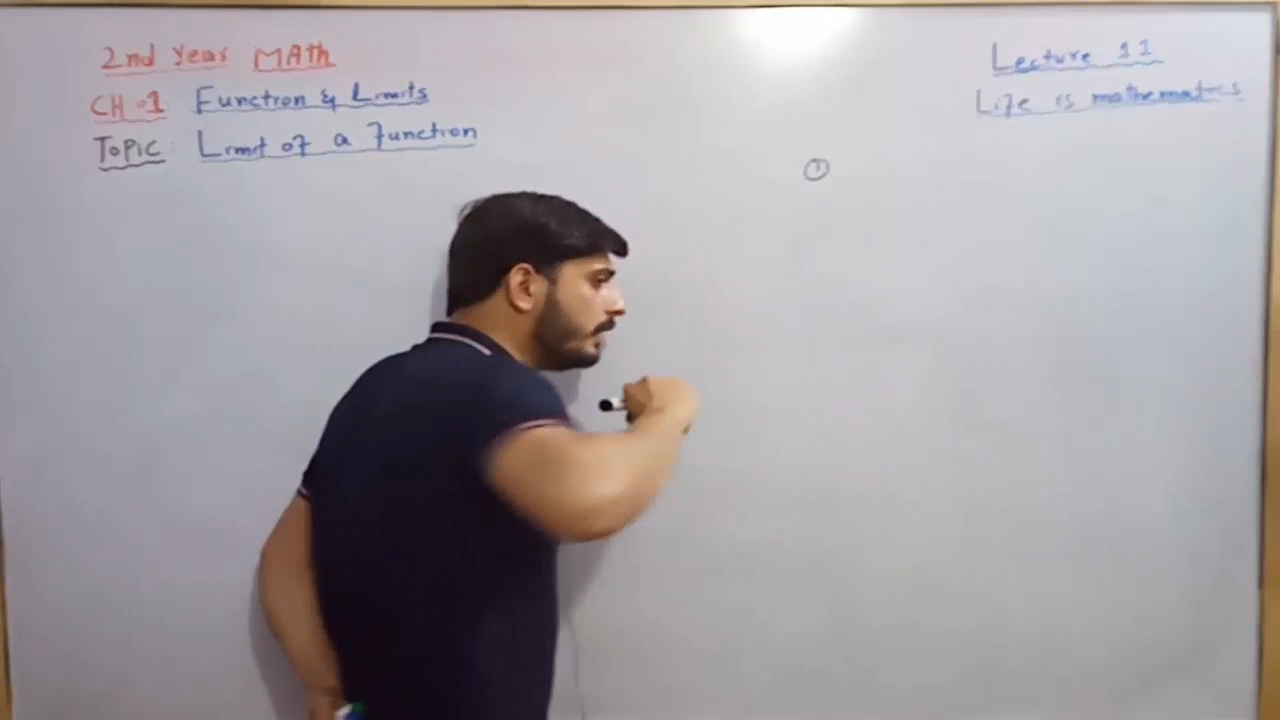 2nd Year MATH
CH # 1 Function & Limits
Topic: Limit of a Function
Lecture 11
Life is mathematics
①